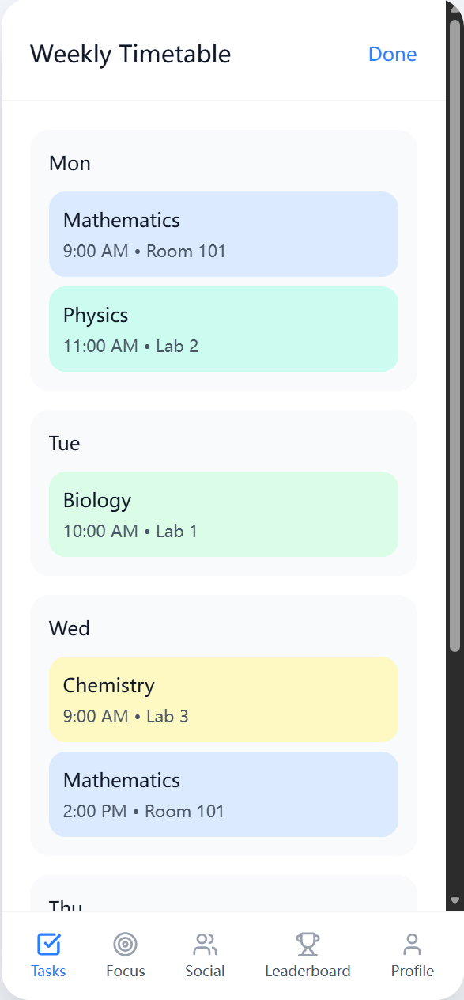 Weekly Timetable
Done
Mon
Mathematics
9:00 AM • Room 101
Physics
11:00 AM • Lab 2
Tue
Biology
10:00 AM • Lab 1
Wed
Chemistry
9:00 AM • Lab 3
Mathematics
2:00 PM • Room 101
Thu
Tasks
Focus
Social
Leaderboard
Profile